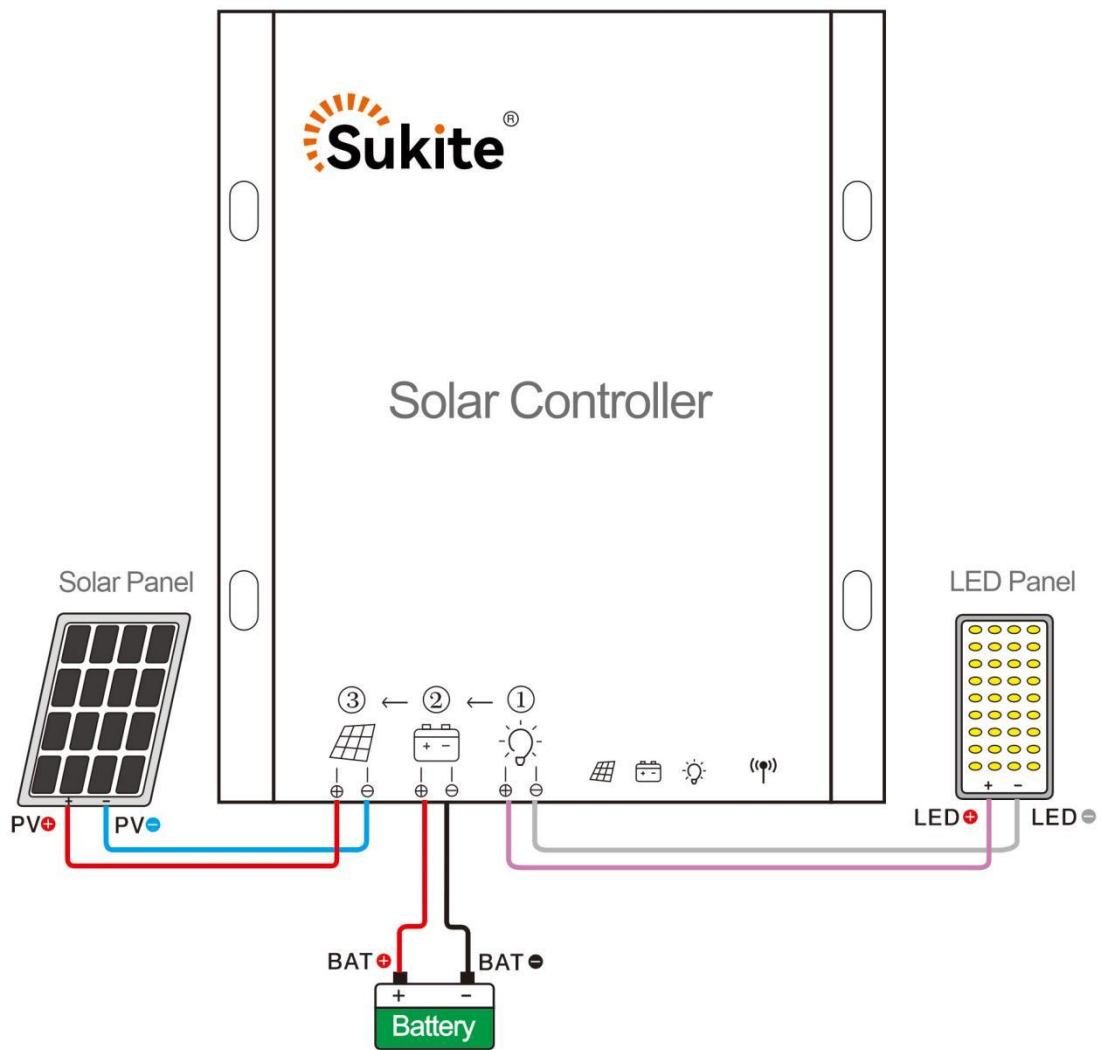 Sukite®
Solar Controller
Solar Panel
LED Panel
③ ← ② ← ①
+ −
⊕ ⊖ ⊕ ⊖ ⊕ ⊖
+ −
+ −
+ −
PV+ PV−
LED+ LED−
BAT+ BAT−
+ −
Battery